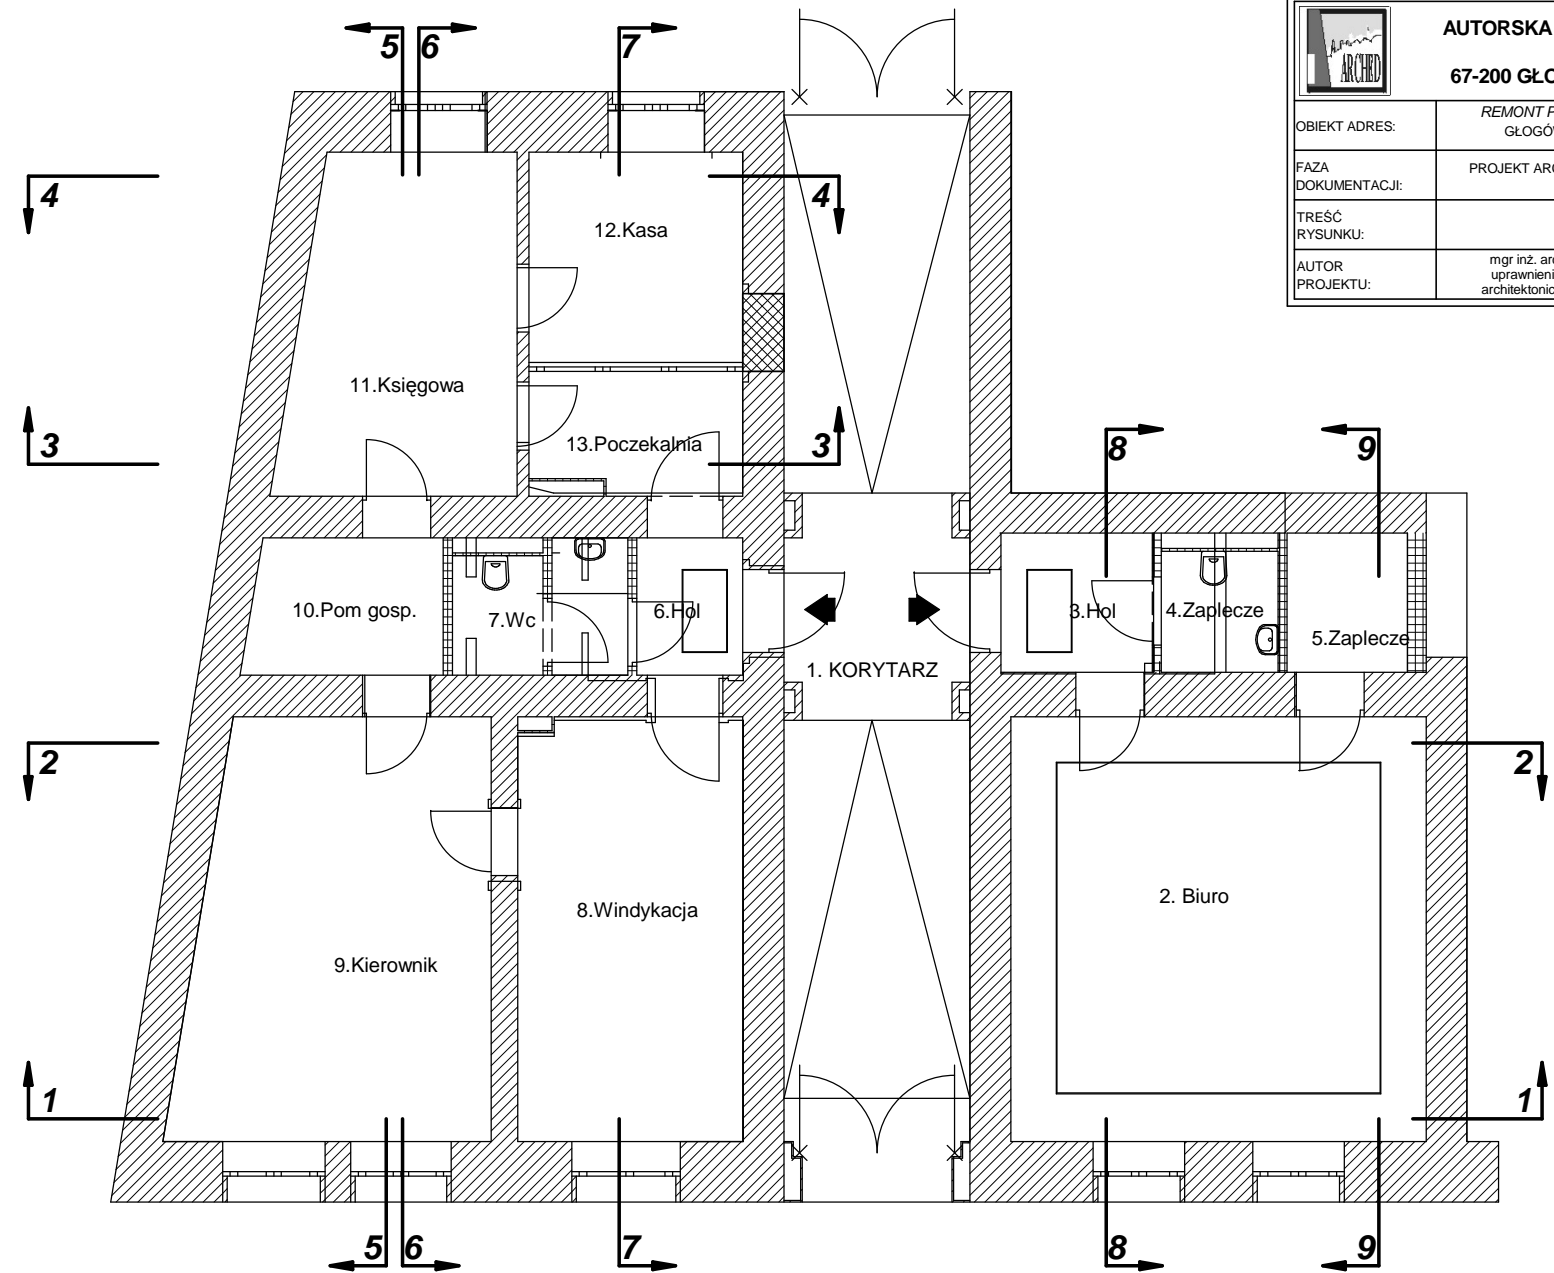 5 6 7
AUTORSKA
ARCHED
67-200 GŁO
OBIEKT ADRES:
REMONT P
GŁOGÓ
FAZA
DOKUMENTACJI:
PROJEKT AR
TREŚĆ
RYSUNKU:
AUTOR
PROJEKTU:
mgr inż. ar
uprawnieni
architektonic
4 4
12.Kasa
11.Księgowa
3 13.Poczekalnia 3 8 9
10.Pom gosp.
7.Wc
6.Hol
3.Hol
4.Zaplecze
5.Zaplecze
1. KORYTARZ
2 2
2. Biuro
8.Windykacja
9.Kierownik
1 1
5 6 7 8 9